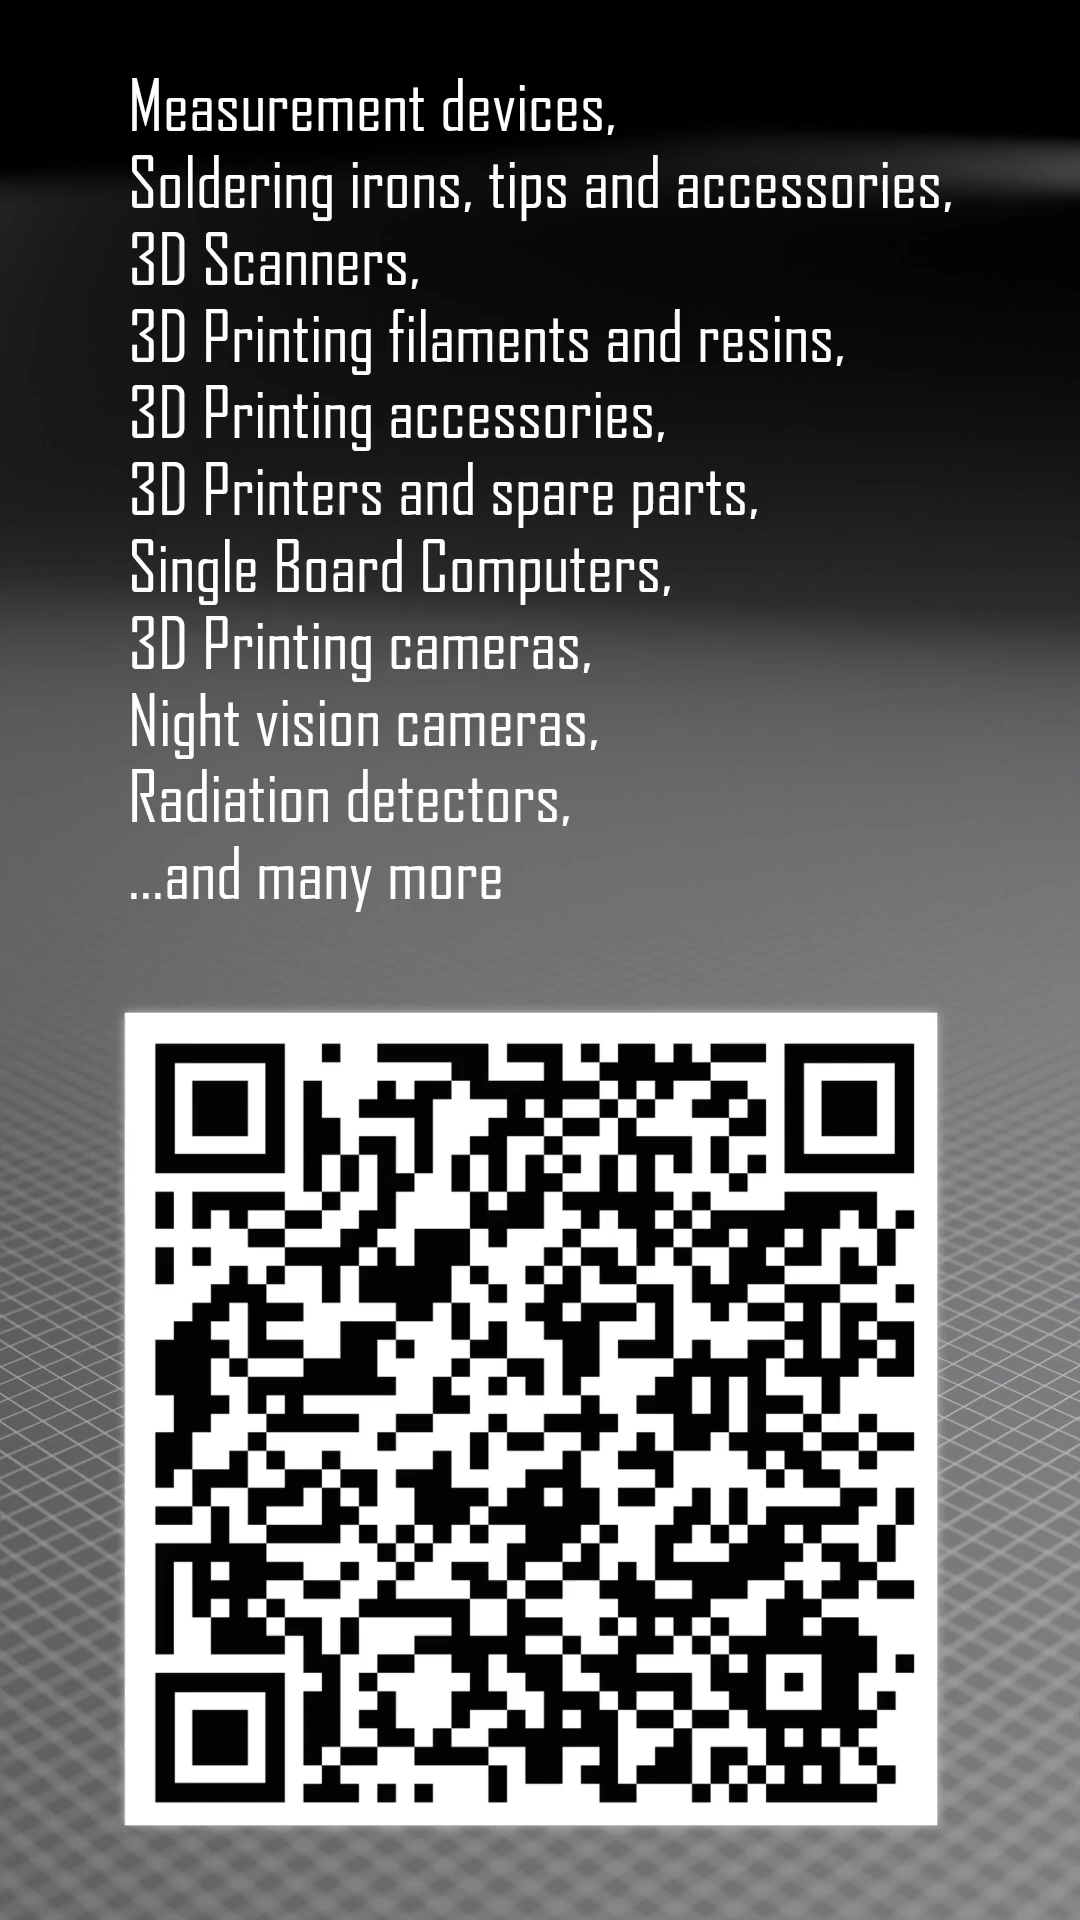 Measurement devices,
Soldering irons, tips and accessories,
3D Scanners,
3D Printing filaments and resins,
3D Printing accessories,
3D Printers and spare parts,
Single Board Computers,
3D Printing cameras,
Night vision cameras,
Radiation detectors,
...and many more